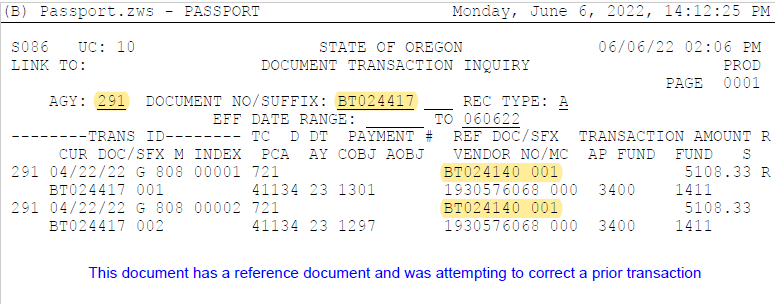 (B) Passport.zws - PASSPORT Monday, June 6, 2022, 14:12:25 PM
S086 UC: 10 STATE OF OREGON 06/06/22 02:06 PM
LINK TO: DOCUMENT TRANSACTION INQUIRY PROD
PAGE 0001
AGY: 291 DOCUMENT NO/SUFFIX: BT024417 ___ REC TYPE: A
EFF DATE RANGE: ______ TO 060622
--------TRANS ID-------- TC D DT PAYMENT # REF DOC/SFX TRANSACTION AMOUNT R
CUR DOC/SFX M INDEX PCA AY COBJ AOBJ VENDOR NO/MC AP FUND FUND S
291 04/22/22 G 808 00001 721 BT024140 001 5108.33 R
BT024417 001 41134 23 1301 1930576068 000 3400 1411
291 04/22/22 G 808 00002 721 BT024140 001 5108.33
BT024417 002 41134 23 1297 1930576068 000 3400 1411
This document has a reference document and was attempting to correct a prior transaction